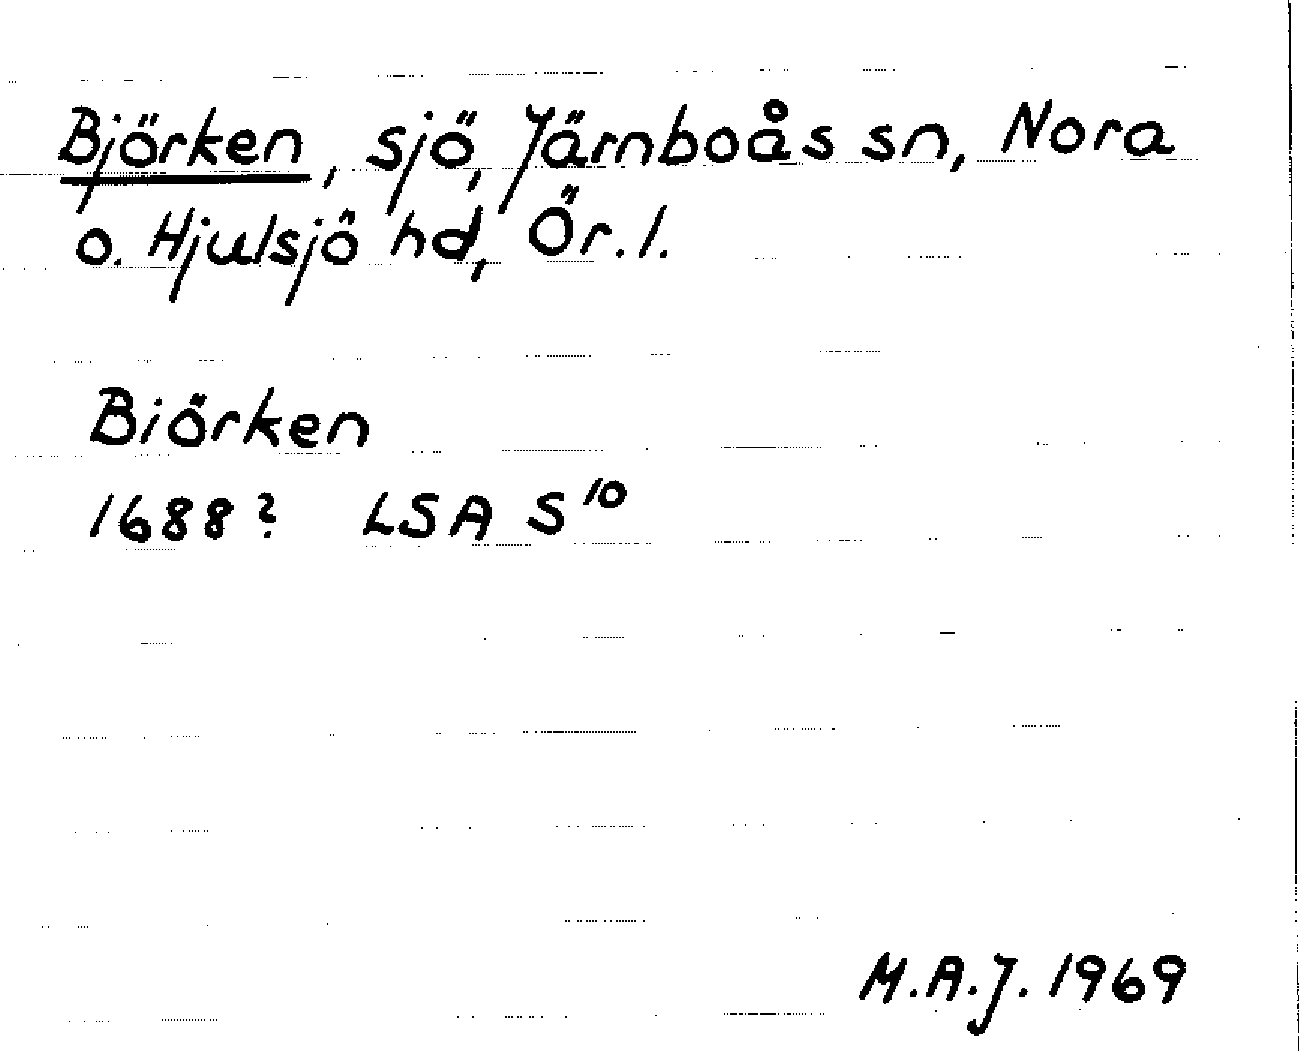 Björken, sjö, Järnboås sn, Nora
o. Hjulsjö hd, Ör. l.
Biörken
1688? LSA S¹⁰
M.A.J. 1969